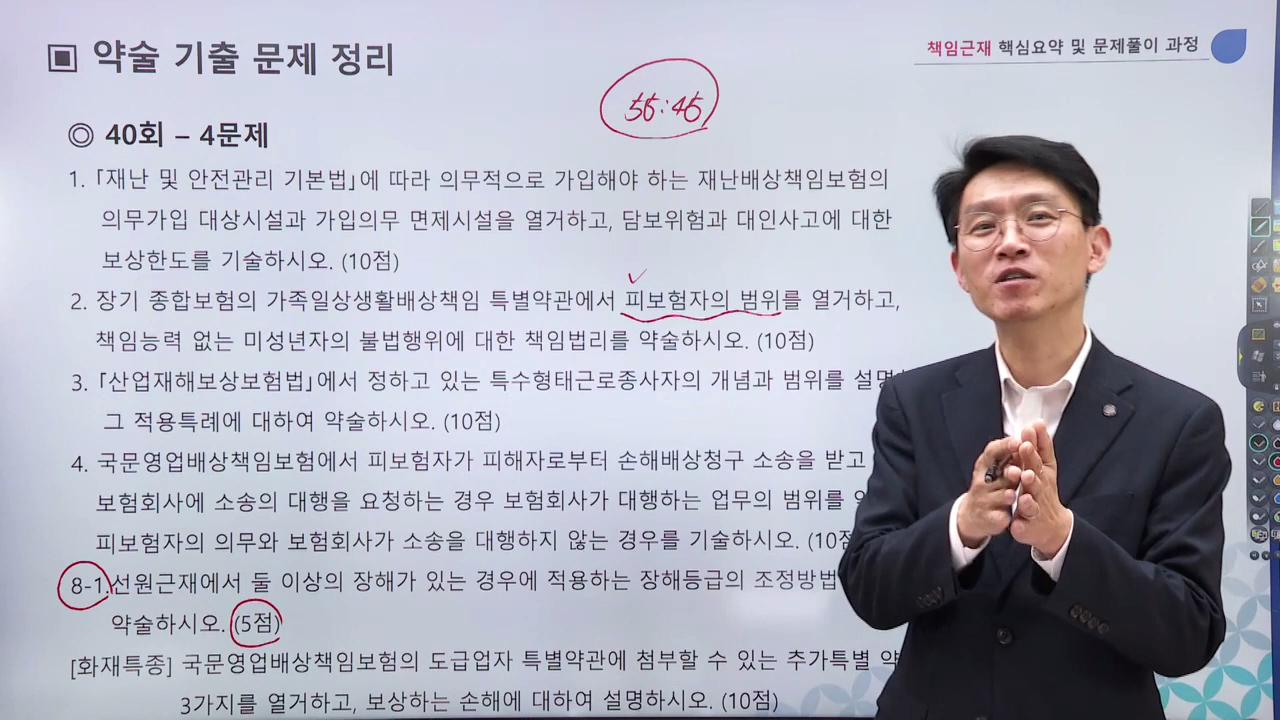 ▣ 약술 기출 문제 정리
책임근재 핵심요약 및 문제풀이 과정
55:45
◎ 40회 – 4문제
1. 「재난 및 안전관리 기본법」에 따라 의무적으로 가입해야 하는 재난배상책임보험의
의무가입 대상시설과 가입의무 면제시설을 열거하고, 담보위험과 대인사고에 대한
보상한도를 기술하시오. (10점)
2. 장기 종합보험의 가족일상생활배상책임 특별약관에서 피보험자의 범위를 열거하고,
책임능력 없는 미성년자의 불법행위에 대한 책임법리를 약술하시오. (10점)
3. 「산업재해보상보험법」에서 정하고 있는 특수형태근로종사자의 개념과 범위를 설명
그 적용특례에 대하여 약술하시오. (10점)
4. 국문영업배상책임보험에서 피보험자가 피해자로부터 손해배상청구 소송을 받고
보험회사에 소송의 대행을 요청하는 경우 보험회사가 대행하는 업무의 범위를
피보험자의 의무와 보험회사가 소송을 대행하지 않는 경우를 기술하시오. (10점
8-1. 선원근재에서 둘 이상의 장해가 있는 경우에 적용하는 장해등급의 조정방법
약술하시오. (5점)
[화재특종] 국문영업배상책임보험의 도급업자 특별약관에 첨부할 수 있는 추가특별 약
3가지를 열거하고, 보상하는 손해에 대하여 설명하시오. (10점)